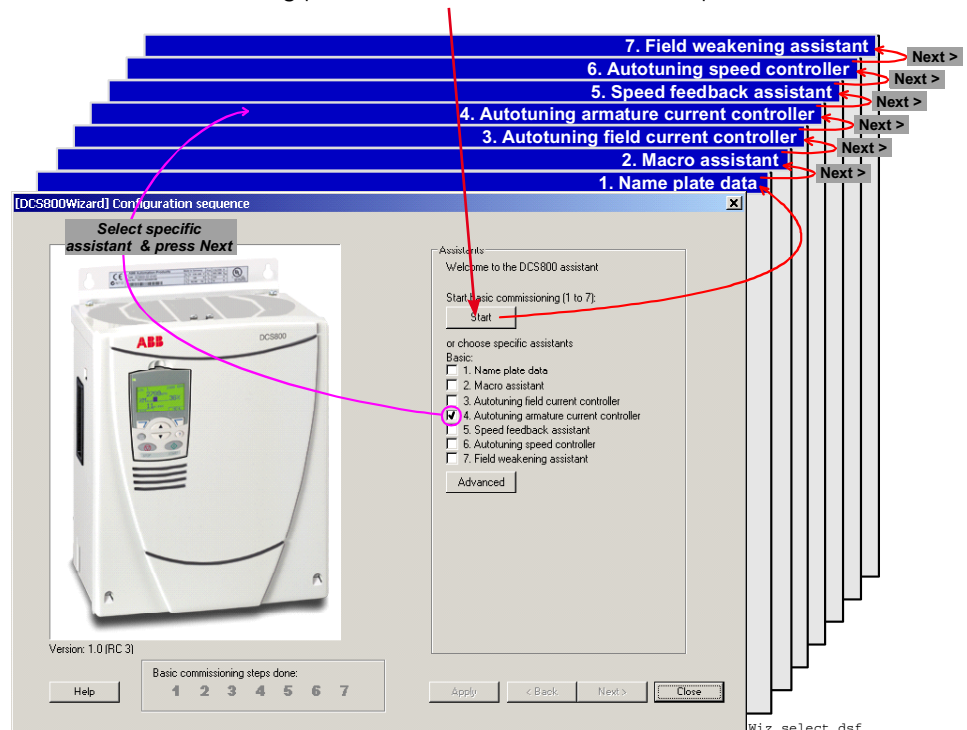 7. Field weakening assistant
Next >
6. Autotuning speed controller
Next >
5. Speed feedback assistant
Next >
4. Autotuning armature current controller
Next >
3. Autotuning field current controller
Next >
2. Macro assistant
Next >
1. Name plate data
[DCS800Wizard] Configuration sequence
Select specific
assistant & press Next
Assistants
Welcome to the DCS800 assistant
Start basic commissioning (1 to 7):
Start
or choose specific assistants
Basic:
1. Name plate data
2. Macro assistant
3. Autotuning field current controller
4. Autotuning armature current controller
5. Speed feedback assistant
6. Autotuning speed controller
7. Field weakening assistant
Advanced
ABB
DCS800
Version: 1.0 (RC 3)
Basic commissioning steps done:
1 2 3 4 5 6 7
Help
Apply
< Back
Next >
Close
Wiz select.dsf